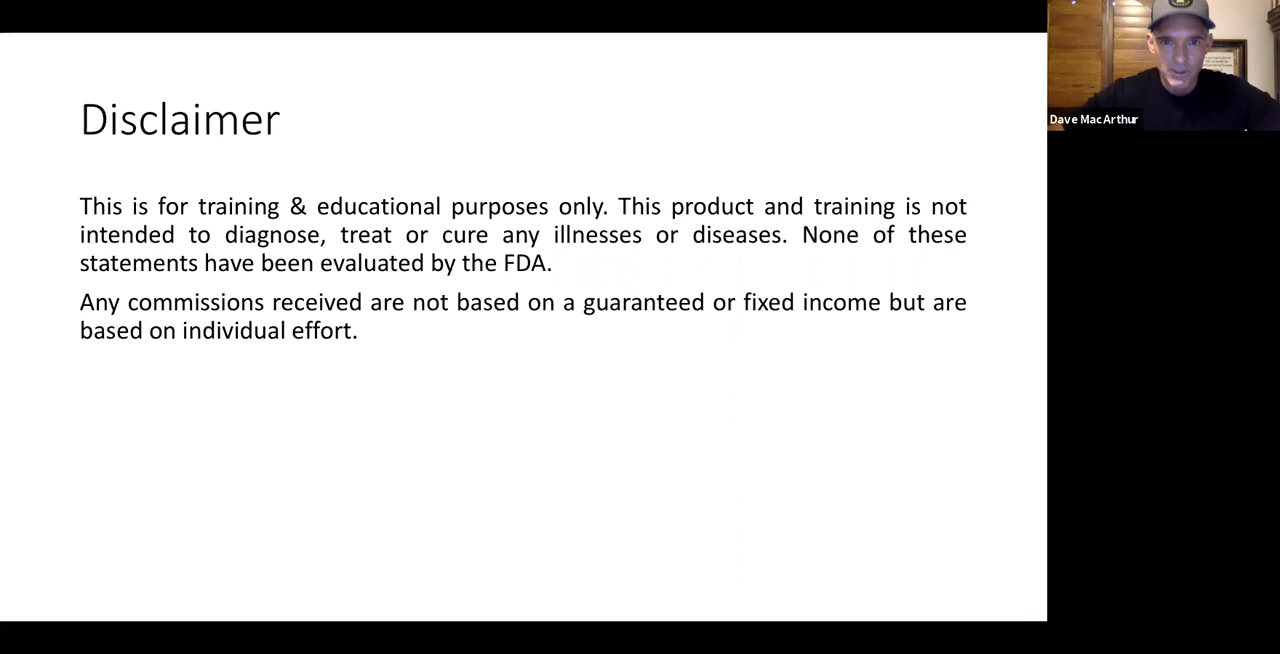 Disclaimer
This is for training & educational purposes only. This product and training is not
intended to diagnose, treat or cure any illnesses or diseases. None of these
statements have been evaluated by the FDA.
Any commissions received are not based on a guaranteed or fixed income but are
based on individual effort.
Dave MacArthur